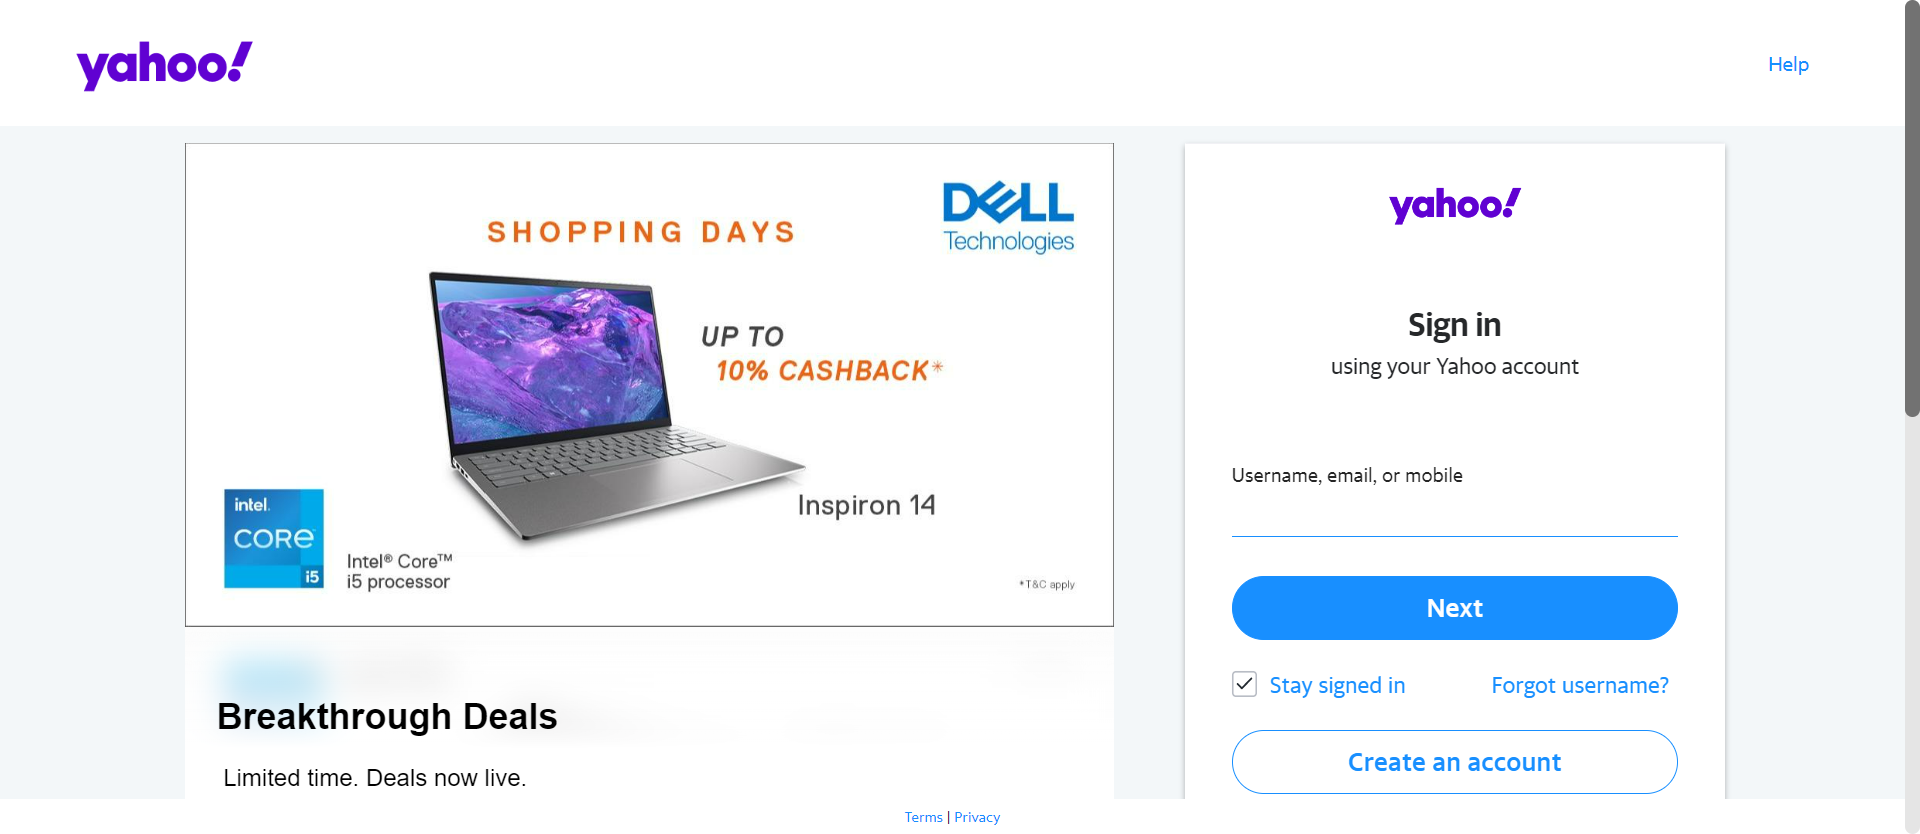 yahoo!
Help
DELL
Technologies
SHOPPING DAYS
UP TO
10% CASHBACK*
Inspiron 14
intel.
CORE™
i5
Intel® Core™
i5 processor
*T&C apply
Breakthrough Deals
Limited time. Deals now live.
yahoo!
Sign in
using your Yahoo account
Username, email, or mobile
Next
Stay signed in
Forgot username?
Create an account
Terms | Privacy